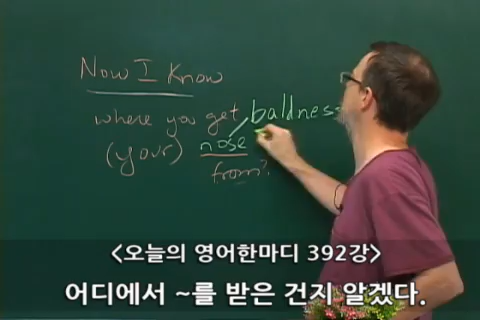 Now I Know
where you get baldness
(your) nose
from?
<오늘의 영어한마디 392강>
어디에서 ~를 받은 건지 알겠다.